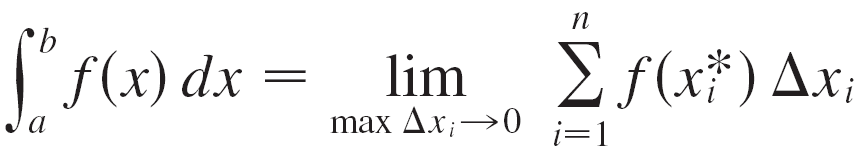 ∫_a^b f(x) dx = lim_{max Δx_i→0} ∑_{i=1}^n f(x_i^*) Δx_i